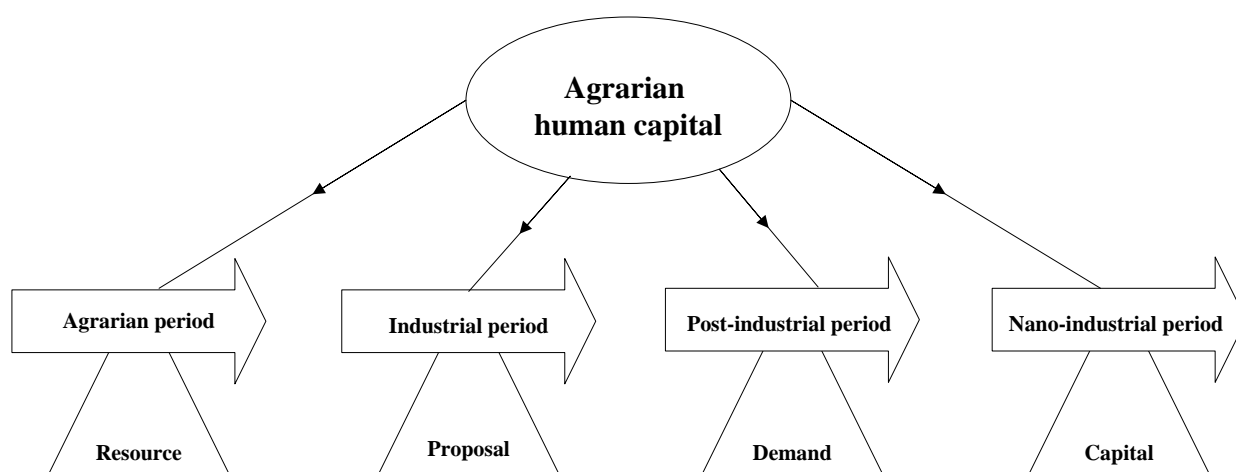 Agrarian
human capital
Agrarian period
Industrial period
Post-industrial period
Nano-industrial period
Resource
Proposal
Demand
Capital